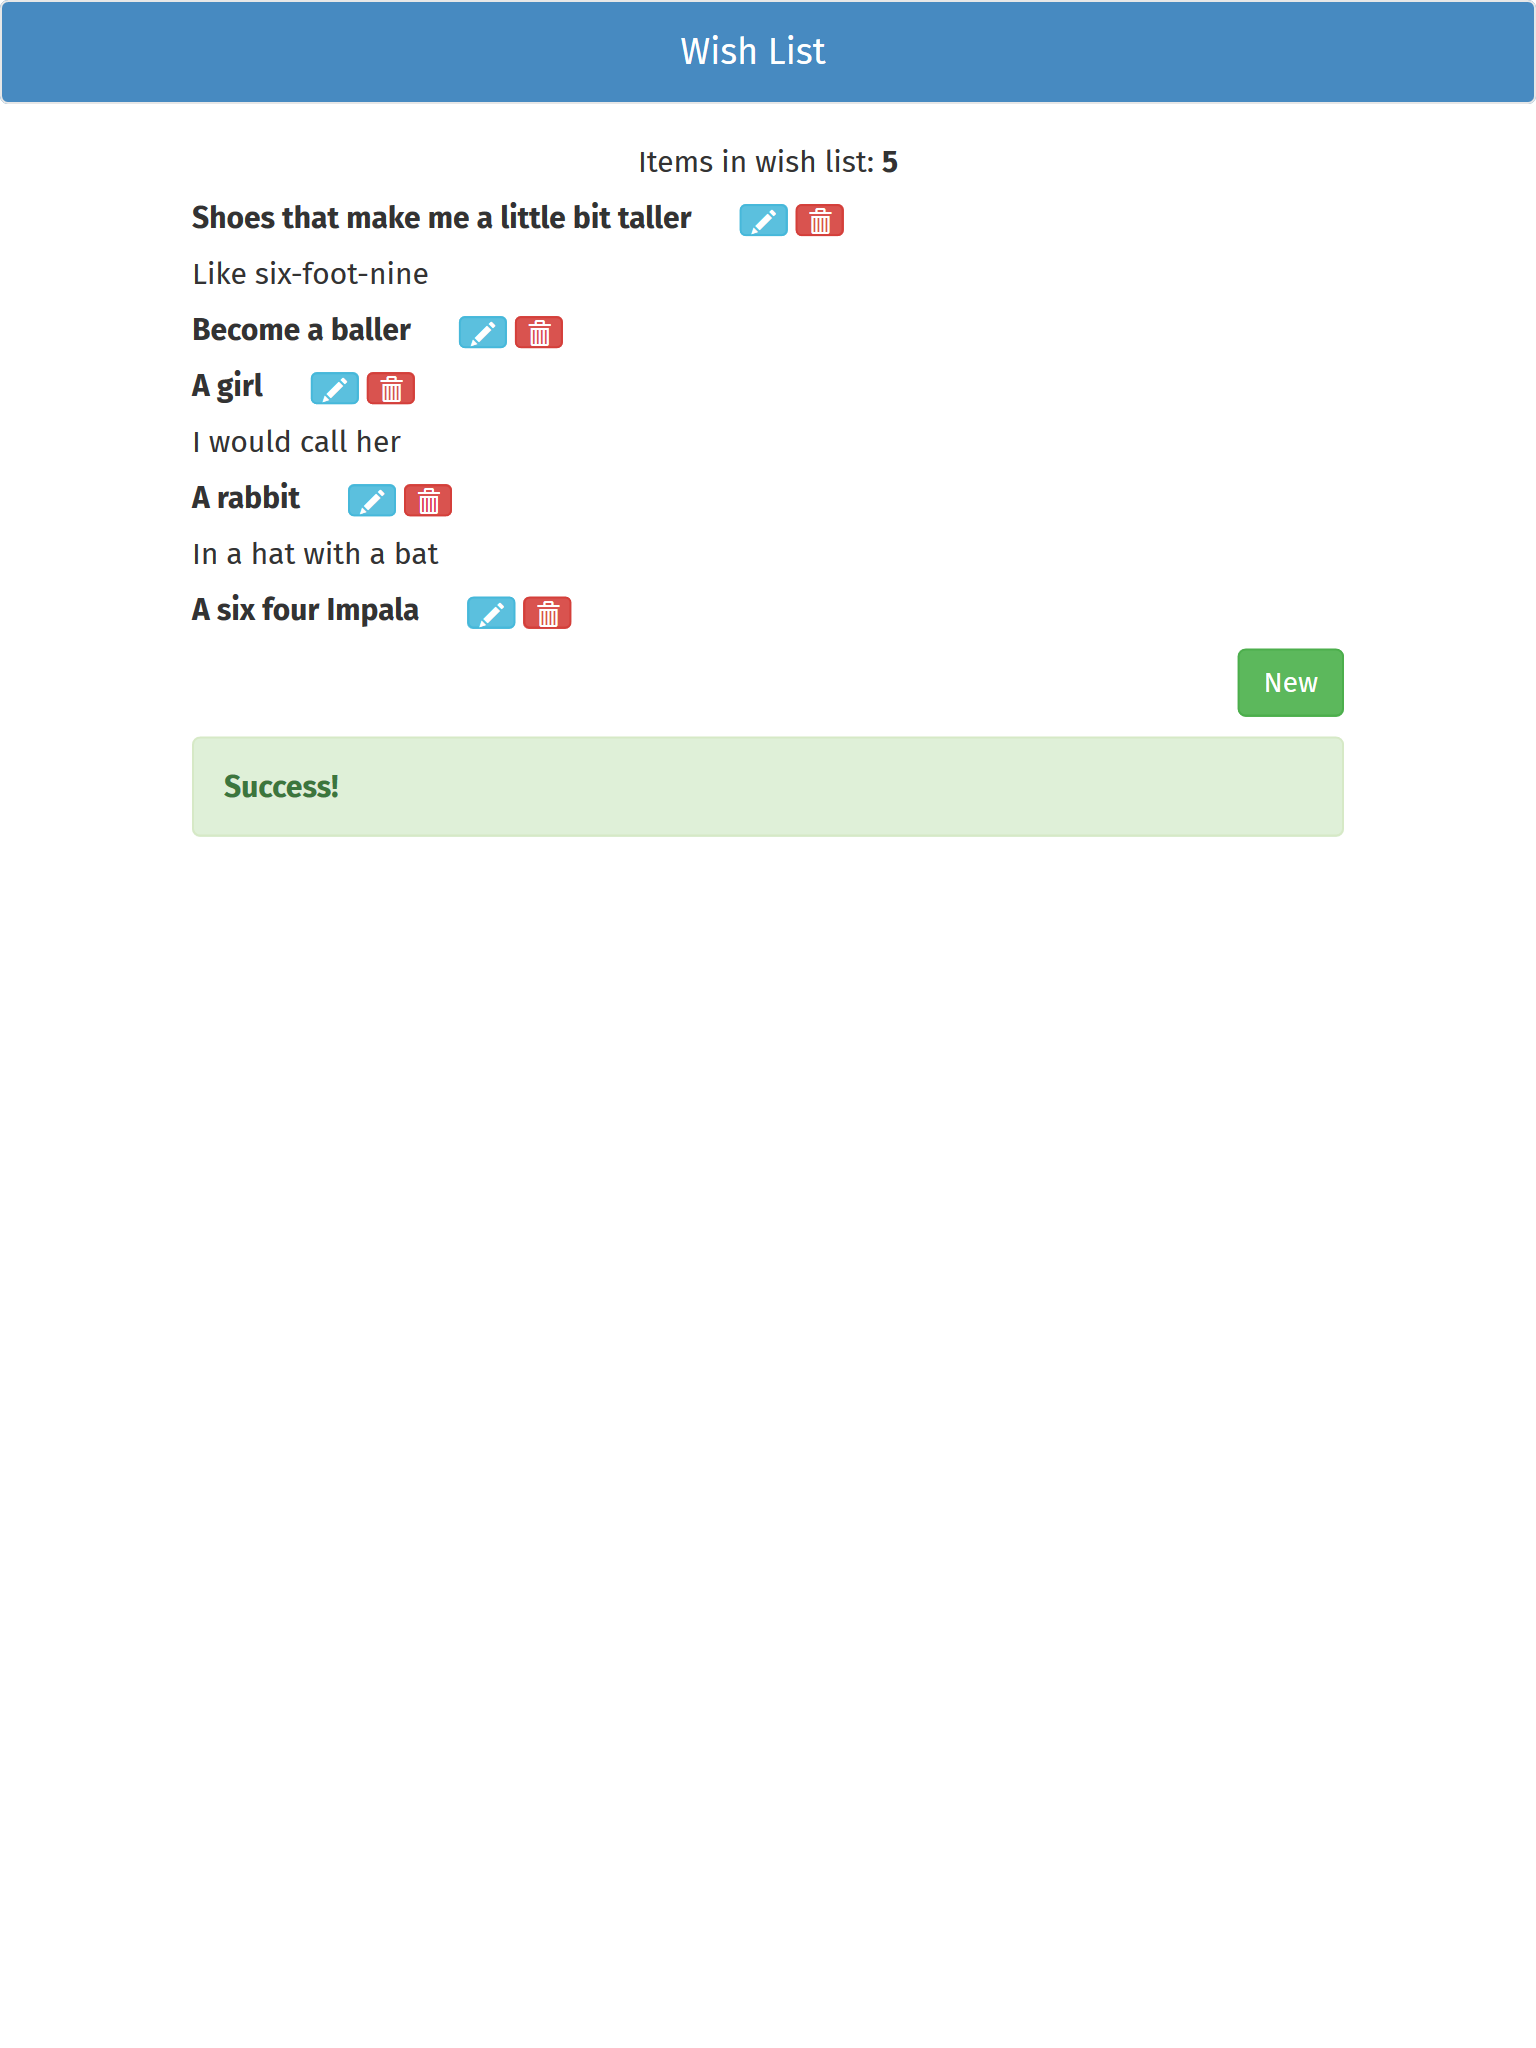 Wish List
Items in wish list: 5
Shoes that make me a little bit taller
Like six-foot-nine
Become a baller
A girl
I would call her
A rabbit
In a hat with a bat
A six four Impala
New
Success!